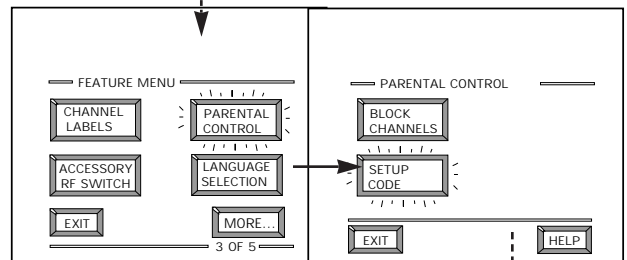 FEATURE MENU
CHANNEL
LABELS
PARENTAL
CONTROL
ACCESSORY
RF SWITCH
LANGUAGE
SELECTION
EXIT
MORE...
3 OF 5
PARENTAL CONTROL
BLOCK
CHANNELS
SETUP
CODE
EXIT
HELP